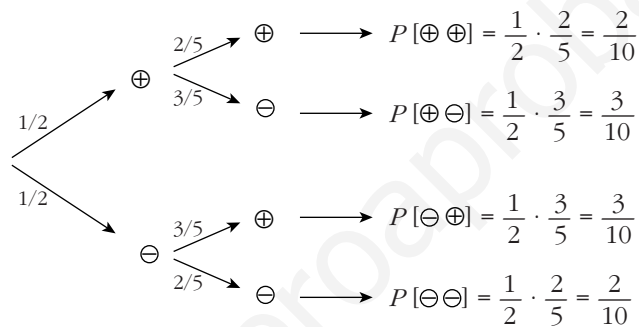 2/5 ⊕ P [⊕ ⊕] = 1/2 · 2/5 = 2/10
⊕
3/5 ⊖ P [⊕ ⊖] = 1/2 · 3/5 = 3/10
1/2
1/2
3/5 ⊕ P [⊖ ⊕] = 1/2 · 3/5 = 3/10
⊖
2/5 ⊖ P [⊖ ⊖] = 1/2 · 2/5 = 2/10